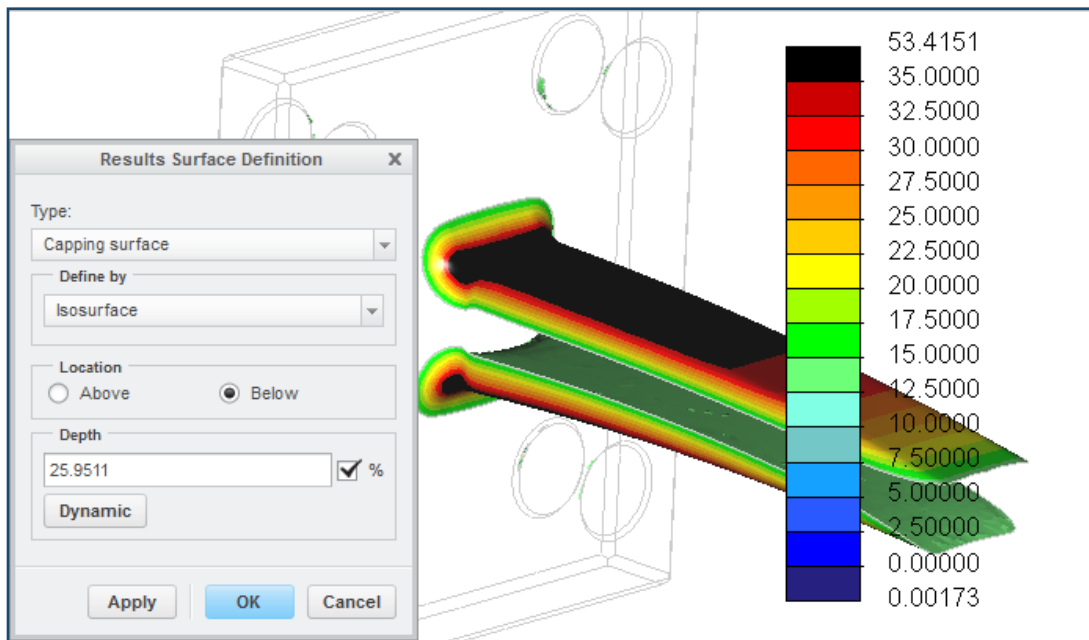 Results Surface Definition
X
Type:
Capping surface
Define by
Isosurface
Location
Above
Below
Depth
25.9511
%
Dynamic
Apply
OK
Cancel
53.4151
35.0000
32.5000
30.0000
27.5000
25.0000
22.5000
20.0000
17.5000
15.0000
12.5000
10.0000
7.50000
5.00000
2.50000
0.00000
0.00173